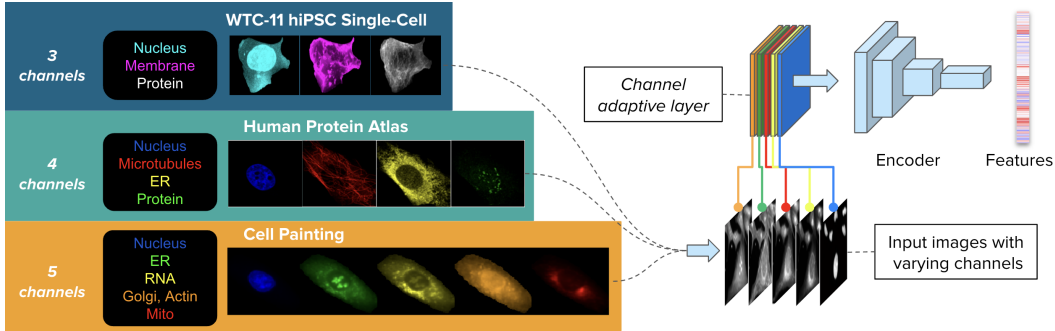 WTC-11 hiPSC Single-Cell
3
channels
Nucleus
Membrane
Protein
Human Protein Atlas
4
channels
Nucleus
Microtubules
ER
Protein
Cell Painting
5
channels
Nucleus
ER
RNA
Golgi, Actin
Mito
Channel
adaptive layer
Encoder
Features
Input images with
varying channels